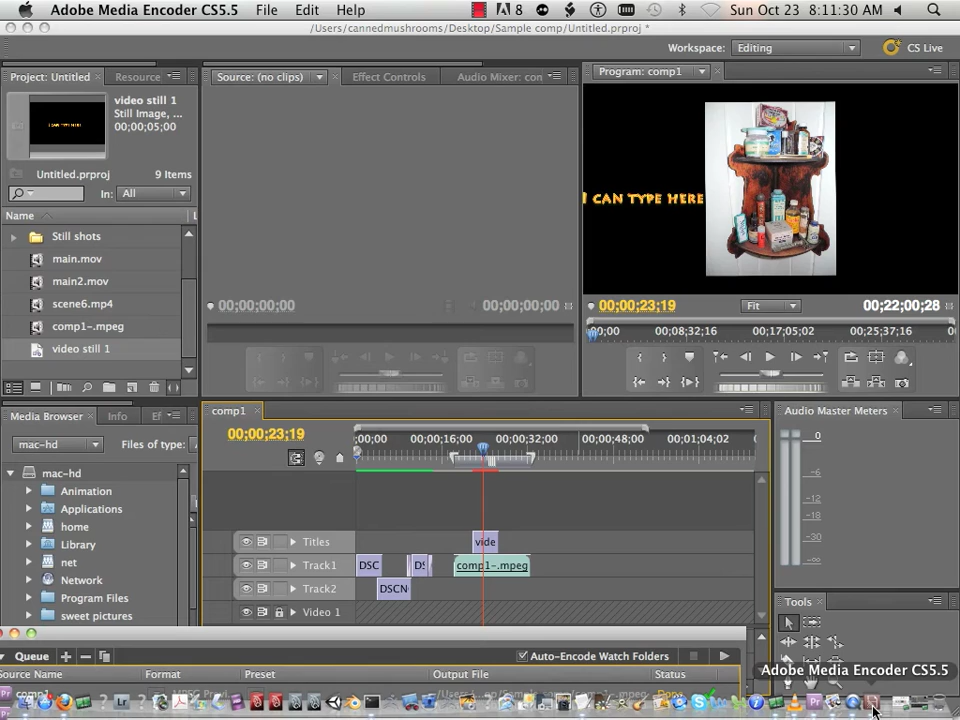 Adobe Media Encoder CS5.5 File Edit Help 8 Sun Oct 23 8:11:30 AM
/Users/cannedmushrooms/Desktop/Sample comp/Untitled.prproj *
Workspace: Editing CS Live
Project: Untitled Resource Source: (no clips) Effect Controls Audio Mixer: con Program: comp1
video still 1
Still Image, ...
00;00;05;00
I CAN TYPE HERE
I CAN TYPE HERE
Untitled.prproj 9 Items
In: All
Name L
Still shots
main.mov
main2.mov
scene6.mp4
comp1-.mpeg
video still 1
00;00;00;00 00;00;00;00
00;00;23;19 Fit 00;22;00;28
00;00 00;08;32;16 00;17;05;02 00;25;37;16 0
Media Browser Info Ef comp1 Audio Master Meters
mac-hd Files of type:
00;00;23;19 ;00;00 00;00;16;00 00;00;32;00 00;00;48;00 00;01;04;02
mac-hd
Animation
Applications
home
Library
net
Network
Program Files
sweet pictures
Titles vide
Track1 DSC DS comp1-.mpeg
Track2 DSCN
Video 1
0
-6
-12
-18
-30
Tools
Queue + − Auto-Encode Watch Folders
Source Name Format Preset Output File Status
Adobe Media Encoder CS5.5